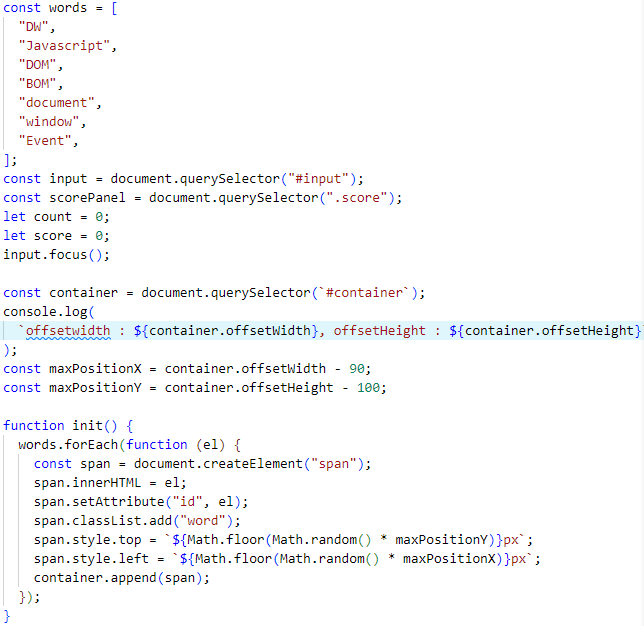 const words = [
  "DW",
  "Javascript",
  "DOM",
  "BOM",
  "document",
  "window",
  "Event",
];
const input = document.querySelector("#input");
const scorePanel = document.querySelector(".score");
let count = 0;
let score = 0;
input.focus();

const container = document.querySelector(`#container`);
console.log(
  `offsetwidth : ${container.offsetWidth}, offsetHeight : ${container.offsetHeight}
);
const maxPositionX = container.offsetWidth - 90;
const maxPositionY = container.offsetHeight - 100;

function init() {
  words.forEach(function (el) {
    const span = document.createElement("span");
    span.innerHTML = el;
    span.setAttribute("id", el);
    span.classList.add("word");
    span.style.top = `${Math.floor(Math.random() * maxPositionY)}px`;
    span.style.left = `${Math.floor(Math.random() * maxPositionX)}px`;
    container.append(span);
  });
}